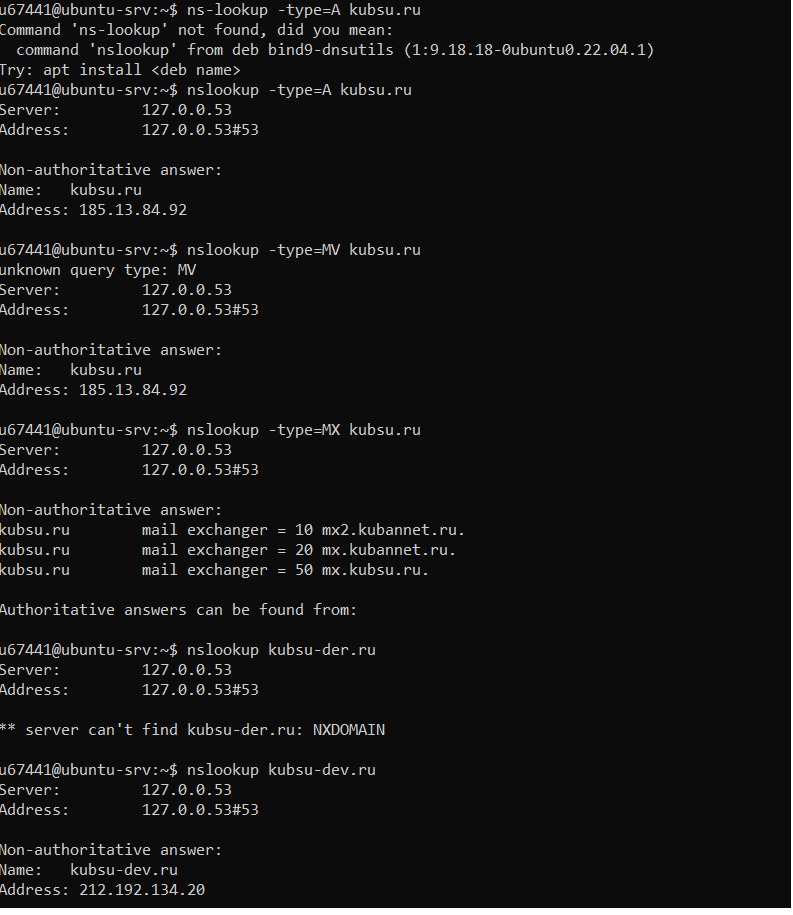 u67441@ubuntu-srv:~$ ns-lookup -type=A kubsu.ru
Command 'ns-lookup' not found, did you mean:
  command 'nslookup' from deb bind9-dnsutils (1:9.18.18-0ubuntu0.22.04.1)
Try: apt install <deb name>
u67441@ubuntu-srv:~$ nslookup -type=A kubsu.ru
Server:         127.0.0.53
Address:        127.0.0.53#53

Non-authoritative answer:
Name:   kubsu.ru
Address: 185.13.84.92

u67441@ubuntu-srv:~$ nslookup -type=MV kubsu.ru
unknown query type: MV
Server:         127.0.0.53
Address:        127.0.0.53#53

Non-authoritative answer:
Name:   kubsu.ru
Address: 185.13.84.92

u67441@ubuntu-srv:~$ nslookup -type=MX kubsu.ru
Server:         127.0.0.53
Address:        127.0.0.53#53

Non-authoritative answer:
kubsu.ru        mail exchanger = 10 mx2.kubannet.ru.
kubsu.ru        mail exchanger = 20 mx.kubannet.ru.
kubsu.ru        mail exchanger = 50 mx.kubsu.ru.

Authoritative answers can be found from:

u67441@ubuntu-srv:~$ nslookup kubsu-der.ru
Server:         127.0.0.53
Address:        127.0.0.53#53

** server can't find kubsu-der.ru: NXDOMAIN

u67441@ubuntu-srv:~$ nslookup kubsu-dev.ru
Server:         127.0.0.53
Address:        127.0.0.53#53

Non-authoritative answer:
Name:   kubsu-dev.ru
Address: 212.192.134.20